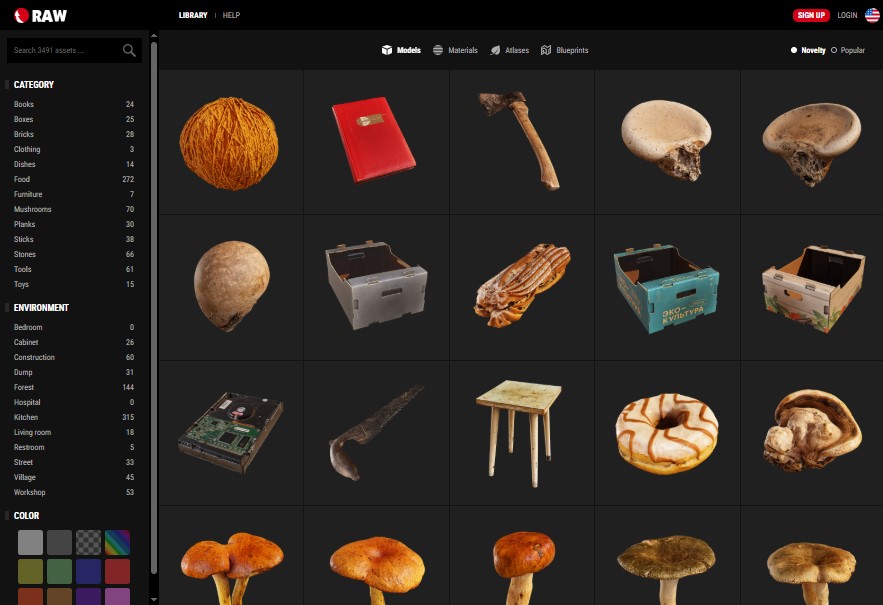 RAW
LIBRARY | HELP
SIGN UP LOGIN
Search 3491 assets ...
Models Materials Atlases Blueprints
Novelty Popular
CATEGORY
Books 24
Boxes 25
Bricks 28
Clothing 3
Dishes 14
Food 272
Furniture 7
Mushrooms 70
Planks 30
Sticks 38
Stones 66
Tools 61
Toys 15
ENVIRONMENT
Bedroom 0
Cabinet 26
Construction 60
Dump 31
Forest 144
Hospital 0
Kitchen 315
Living room 18
Restroom 5
Street 33
Village 45
Workshop 53
COLOR
ЭКО-
КУЛЬТУРА